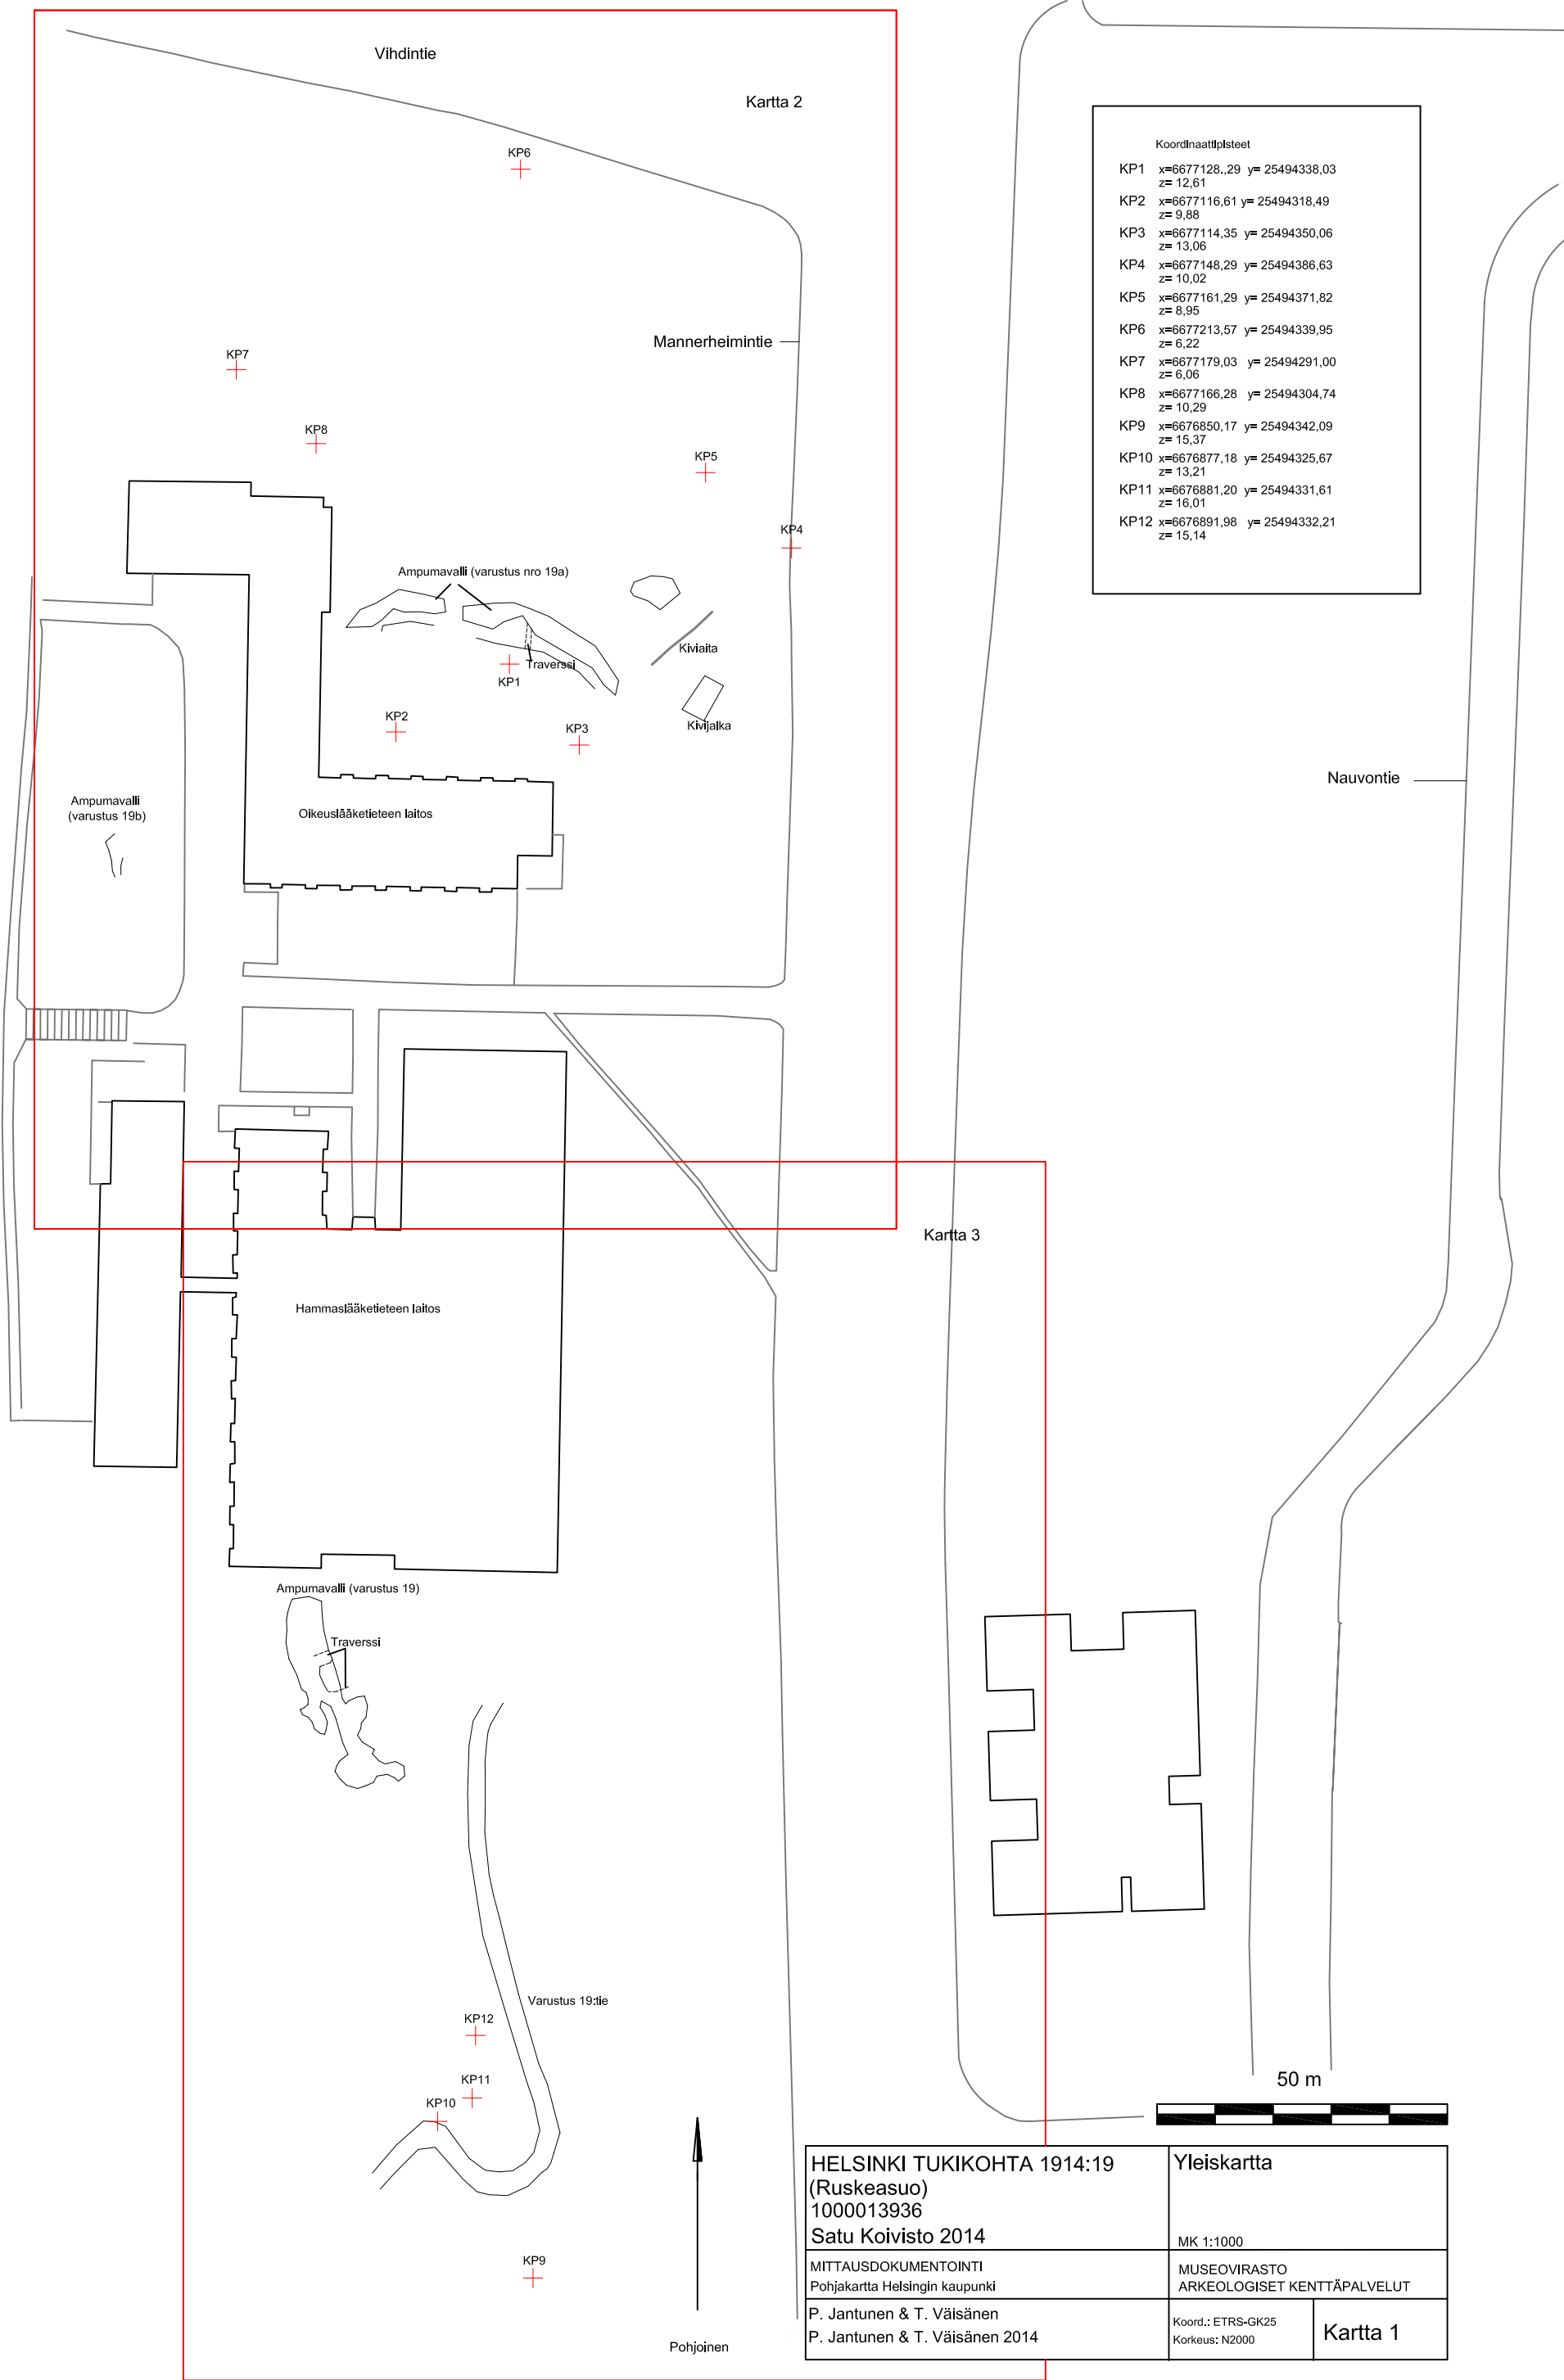 Vihdintie
Kartta 2
KP6
Koordinaattipisteet
KP1 x=6677128.,29 y= 25494338,03
z= 12,61
KP2 x=6677116,61 y= 25494318,49
z= 9,88
KP3 x=6677114,35 y= 25494350,06
z= 13,06
KP4 x=6677148,29 y= 25494386,63
z= 10,02
KP5 x=6677161,29 y= 25494371,82
z= 8,95
KP6 x=6677213,57 y= 25494339,95
z= 6,22
KP7 x=6677179,03 y= 25494291,00
z= 6,06
KP8 x=6677166,28 y= 25494304,74
z= 10,29
KP9 x=6676850,17 y= 25494342,09
z= 15,37
KP10 x=6676877,18 y= 25494325,67
z= 13,21
KP11 x=6676881,20 y= 25494331,61
z= 16,01
KP12 x=6676891,98 y= 25494332,21
z= 15,14
Mannerheimintie
KP7
KP8
KP5
KP4
Ampumavalli (varustus nro 19a)
Kiviaita
Traverssi
KP1
KP2
KP3
Kivijalka
Nauvontie
Ampumavalli
(varustus 19b)
Oikeuslääketieteen laitos
Kartta 3
Hammaslääketieteen laitos
Ampumavalli (varustus 19)
Traverssi
Varustus 19:tie
KP12
KP11
KP10
KP9
Pohjoinen
50 m
HELSINKI TUKIKOHTA 1914:19
(Ruskeasuo)
1000013936
Satu Koivisto 2014
Yleiskartta
MK 1:1000
MITTAUSDOKUMENTOINTI
Pohjakartta Helsingin kaupunki
MUSEOVIRASTO
ARKEOLOGISET KENTTÄPALVELUT
P. Jantunen & T. Väisänen
P. Jantunen & T. Väisänen 2014
Koord.: ETRS-GK25
Korkeus: N2000
Kartta 1